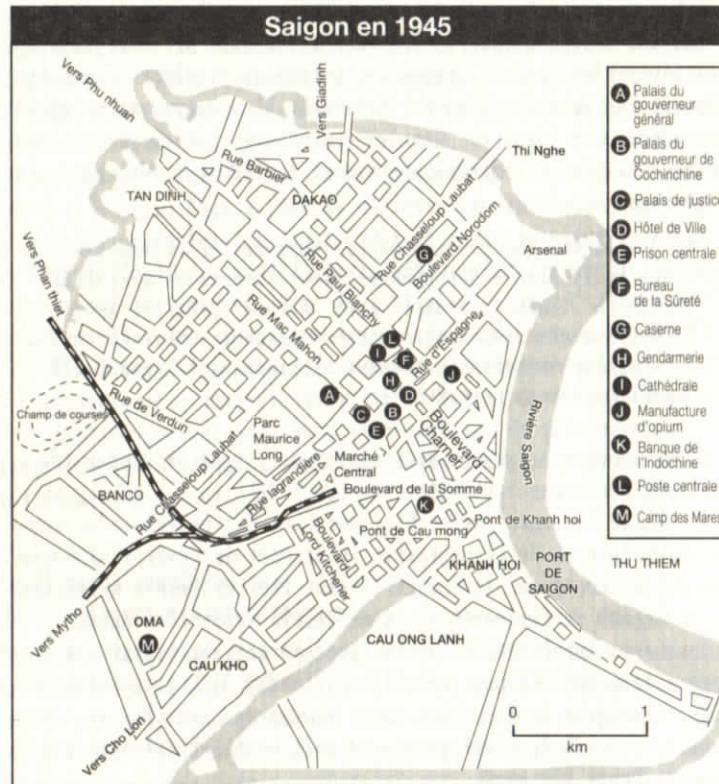 Saigon en 1945
Vers Phu nhuan
Vers Giadinh
Thi Nghe
Rue Barbier
TAN DINH
DAKAO
Rue Chasseloup Laubat
Boulevard Norodom
Arsenal
G
Vers Phan thiet
Rue Paul Blanchy
Rue Mac Mahon
Rue d'Espagne
L
I
F
H
J
A
D
C
B
E
Rue de Verdun
Champ de courses
Parc
Maurice
Long
Boulevard
Charner
Rivière Saigon
Marché
Central
Rue Chasseloup Laubat
Rue lagrandière
BANCO
Boulevard de la Somme
K
Pont de Khanh hoi
Pont de Cau mong
Boulevard
Lord Kitchener
KHANH HOI
PORT
DE
SAIGON
THU THIEM
Vers Mytho
OMA
M
CAU KHO
CAU ONG LANH
Vers Cho Lon
0 1
km
A Palais du
gouverneur
général
B Palais du
gouverneur de
Cochinchine
C Palais de justice
D Hôtel de Ville
E Prison centrale
F Bureau
de la Sûreté
G Caserne
H Gendarmerie
I Cathédrale
J Manufacture
d'opium
K Banque de
l'Indochine
L Poste centrale
M Camp des Mares